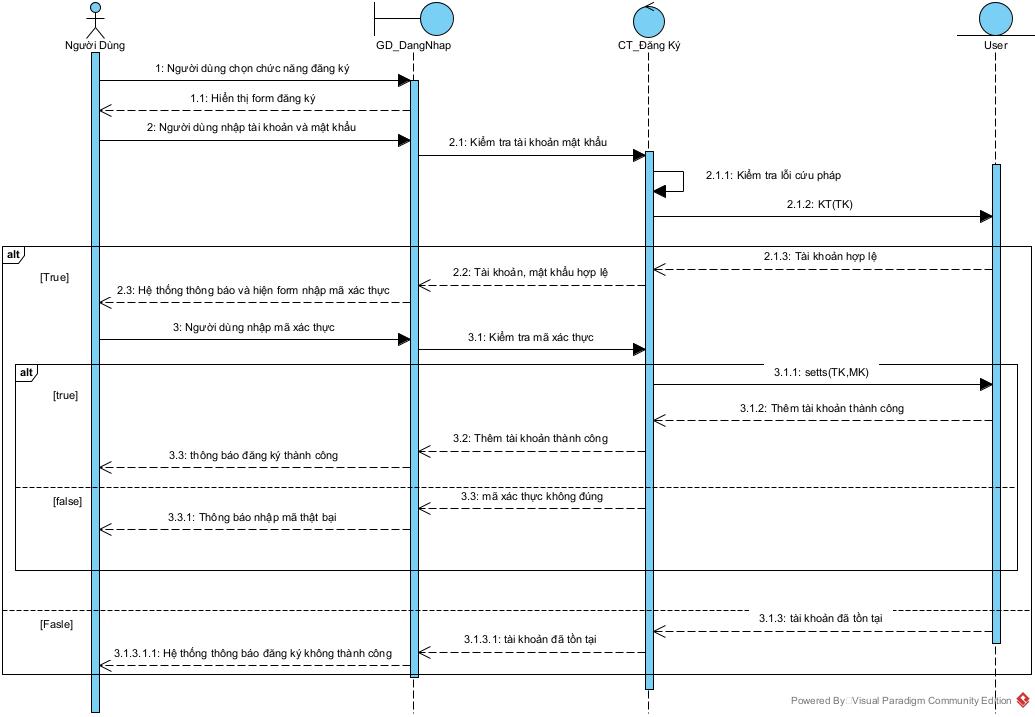 Người Dùng
GD_DangNhap
CT_Đăng Ký
User
1: Người dùng chọn chức năng đăng ký
1.1: Hiển thị form đăng ký
2: Người dùng nhập tài khoản và mật khẩu
2.1: Kiểm tra tài khoản mật khẩu
2.1.1: Kiểm tra lỗi cứu pháp
2.1.2: KT(TK)
alt
[True]
2.1.3: Tài khoản hợp lệ
2.2: Tài khoản, mật khẩu hợp lệ
2.3: Hệ thống thông báo và hiện form nhập mã xác thực
3: Người dùng nhập mã xác thực
3.1: Kiểm tra mã xác thực
alt
[true]
3.1.1: setts(TK,MK)
3.1.2: Thêm tài khoản thành công
3.2: Thêm tài khoản thành công
3.3: thông báo đăng ký thành công
[false]
3.3: mã xác thực không đúng
3.3.1: Thông báo nhập mã thất bại
[Fasle]
3.1.3: tài khoản đã tồn tại
3.1.3.1: tài khoản đã tồn tại
3.1.3.1.1: Hệ thống thông báo đăng ký không thành công
Powered By□Visual Paradigm Community Edition